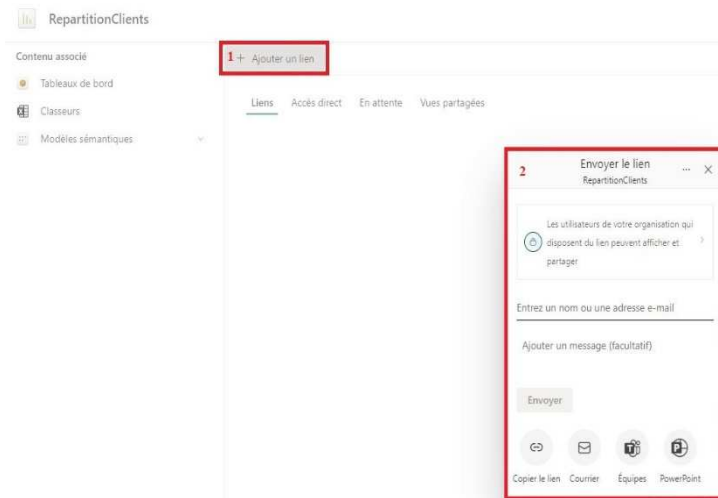 RepartitionClients
Contenu associé
1 + Ajouter un lien
Tableaux de bord
Classeurs
Modèles sémantiques
Liens Accès direct En attente Vues partagées
2 Envoyer le lien ... ×
RepartitionClients
Les utilisateurs de votre organisation qui
disposent du lien peuvent afficher et
partager
Entrez un nom ou une adresse e-mail
Ajouter un message (facultatif)
Envoyer
Copier le lien Courrier Équipes PowerPoint